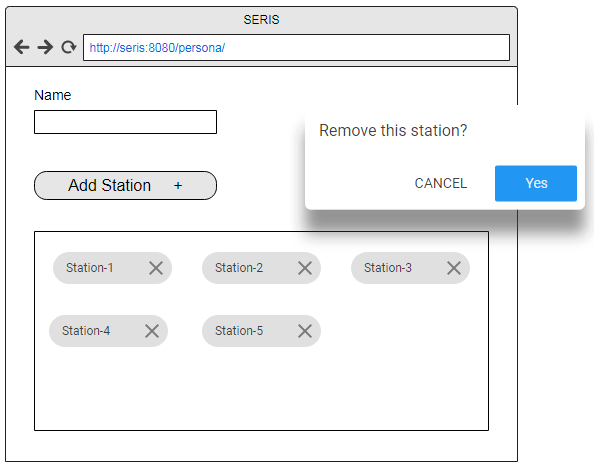 SERIS
http://seris:8080/persona/
Name
Remove this station?
CANCEL Yes
Add Station +
Station-1 Station-2 Station-3
Station-4 Station-5